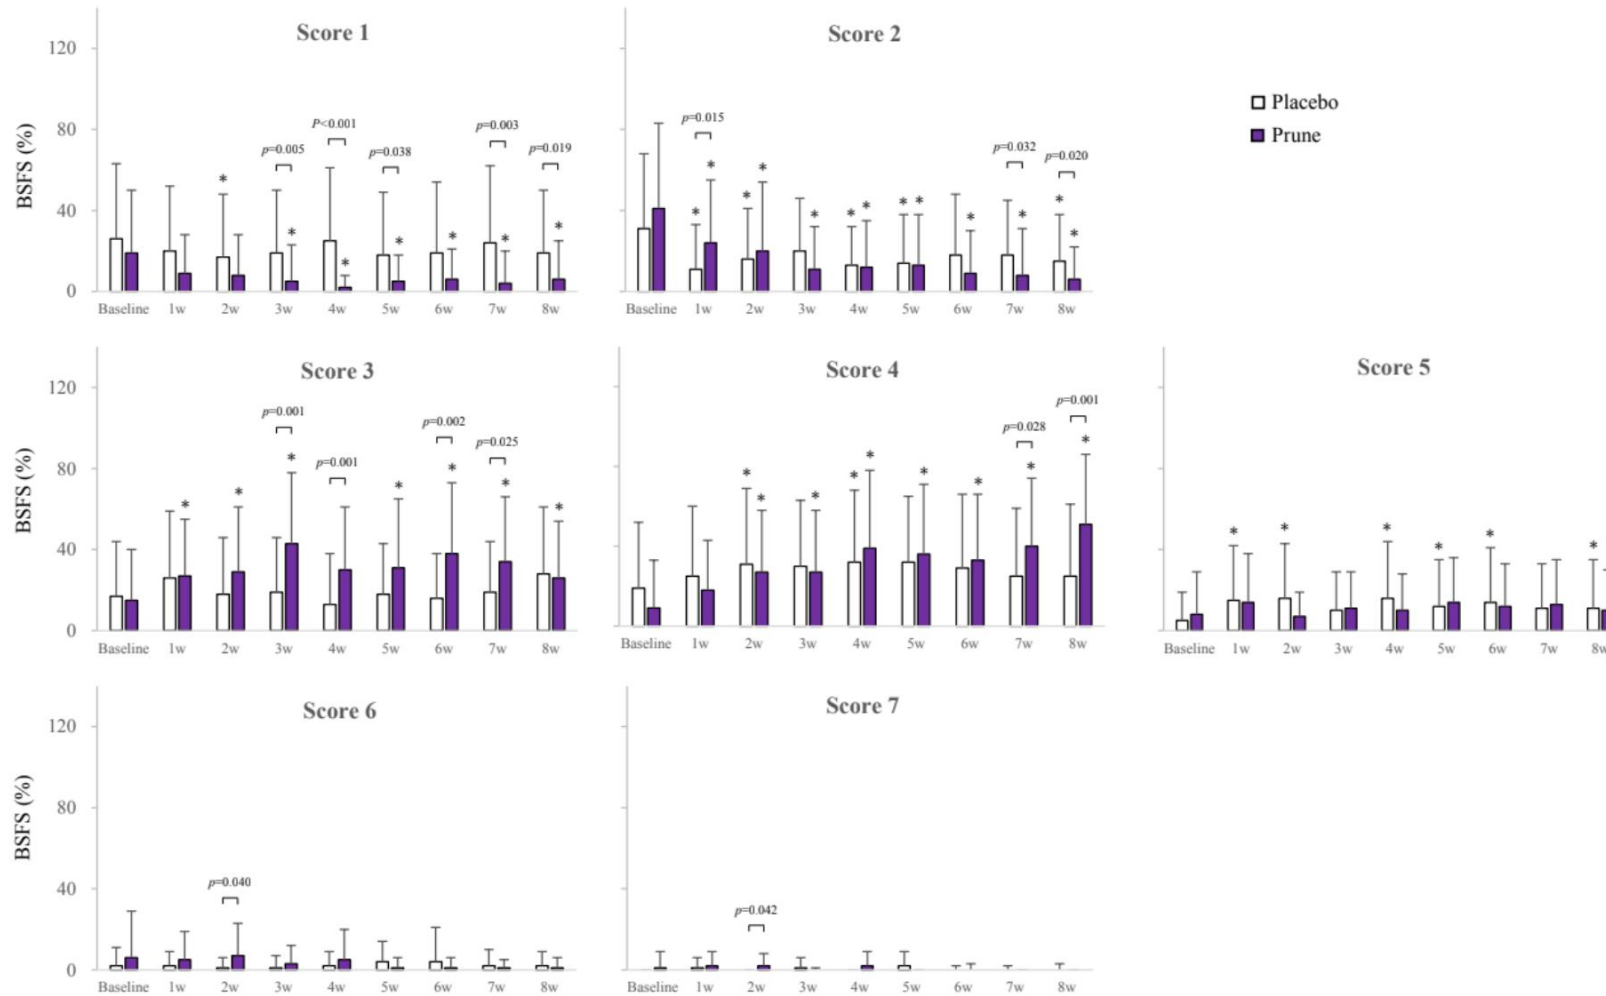 Score 1
Score 2
120
80
40
0
BSFS (%)
p=0.005
P<0.001
p=0.038
p=0.003
p=0.019
*
*
*
*
*
*
*
Baseline 1w 2w 3w 4w 5w 6w 7w 8w
p=0.015
p=0.032
p=0.020
*
*
*
*
*
*
*
*
*
*
*
*
*
Baseline 1w 2w 3w 4w 5w 6w 7w 8w
Placebo
Prune
Score 3
Score 4
Score 5
120
80
40
0
BSFS (%)
p=0.001
p=0.001
p=0.002
p=0.025
*
*
*
*
*
*
*
Baseline 1w 2w 3w 4w 5w 6w 7w 8w
p=0.028
p=0.001
*
*
*
*
*
*
*
*
*
Baseline 1w 2w 3w 4w 5w 6w 7w 8w
*
*
*
*
*
*
Baseline 1w 2w 3w 4w 5w 6w 7w 8w
Score 6
Score 7
120
80
40
0
BSFS (%)
p=0.040
Baseline 1w 2w 3w 4w 5w 6w 7w 8w
p=0.042
Baseline 1w 2w 3w 4w 5w 6w 7w 8w